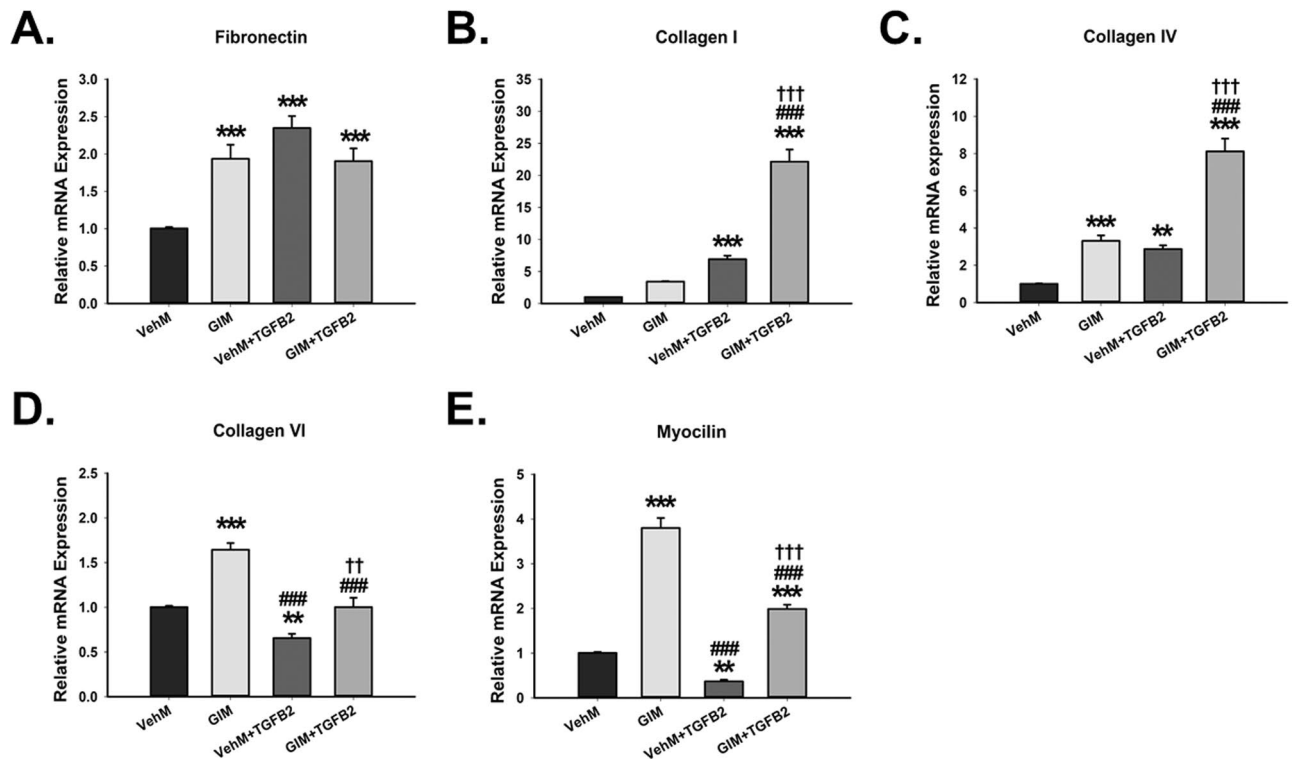 A.
Fibronectin
Relative mRNA Expression
3.0
2.5
2.0
1.5
1.0
0.5
0.0
***
***
***
VehM
GIM
VehM+TGFB2
GIM+TGFB2
B.
Collagen I
Relative mRNA Expression
35
30
25
20
15
10
5
0
***
†††
###
***
VehM
GIM
VehM+TGFB2
GIM+TGFB2
C.
Collagen IV
Relative mRNA expression
12
10
8
6
4
2
0
***
**
†††
###
***
VehM
GIM
VehM+TGFB2
GIM+TGFB2
D.
Collagen VI
Relative mRNA Expression
2.5
2.0
1.5
1.0
0.5
0.0
***
###
**
††
###
VehM
GIM
VehM+TGFB2
GIM+TGFB2
E.
Myocilin
Relative mRNA Expression
5
4
3
2
1
0
***
###
**
†††
###
***
VehM
GIM
VehM+TGFB2
GIM+TGFB2